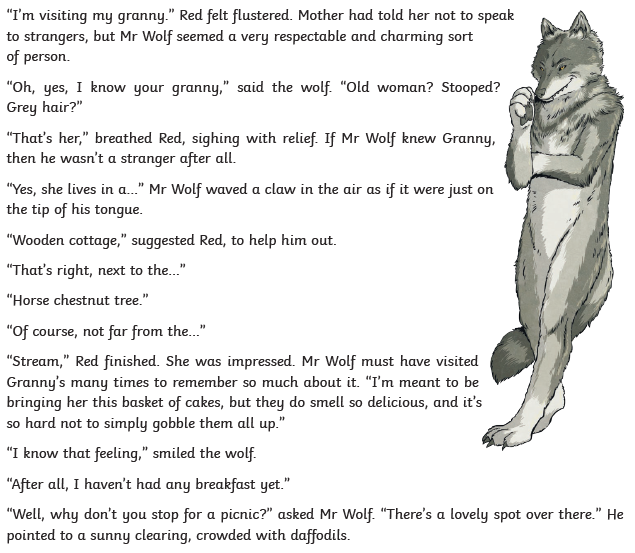 “I’m visiting my granny.” Red felt flustered. Mother had told her not to speak
to strangers, but Mr Wolf seemed a very respectable and charming sort
of person.
“Oh, yes, I know your granny,” said the wolf. “Old woman? Stooped?
Grey hair?”
“That’s her,” breathed Red, sighing with relief. If Mr Wolf knew Granny,
then he wasn’t a stranger after all.
“Yes, she lives in a...” Mr Wolf waved a claw in the air as if it were just on
the tip of his tongue.
“Wooden cottage,” suggested Red, to help him out.
“That’s right, next to the...”
“Horse chestnut tree.”
“Of course, not far from the...”
“Stream,” Red finished. She was impressed. Mr Wolf must have visited
Granny’s many times to remember so much about it. “I’m meant to be
bringing her this basket of cakes, but they do smell so delicious, and it’s
so hard not to simply gobble them all up.”
“I know that feeling,” smiled the wolf.
“After all, I haven’t had any breakfast yet.”
“Well, why don’t you stop for a picnic?” asked Mr Wolf. “There’s a lovely spot over there.” He
pointed to a sunny clearing, crowded with daffodils.